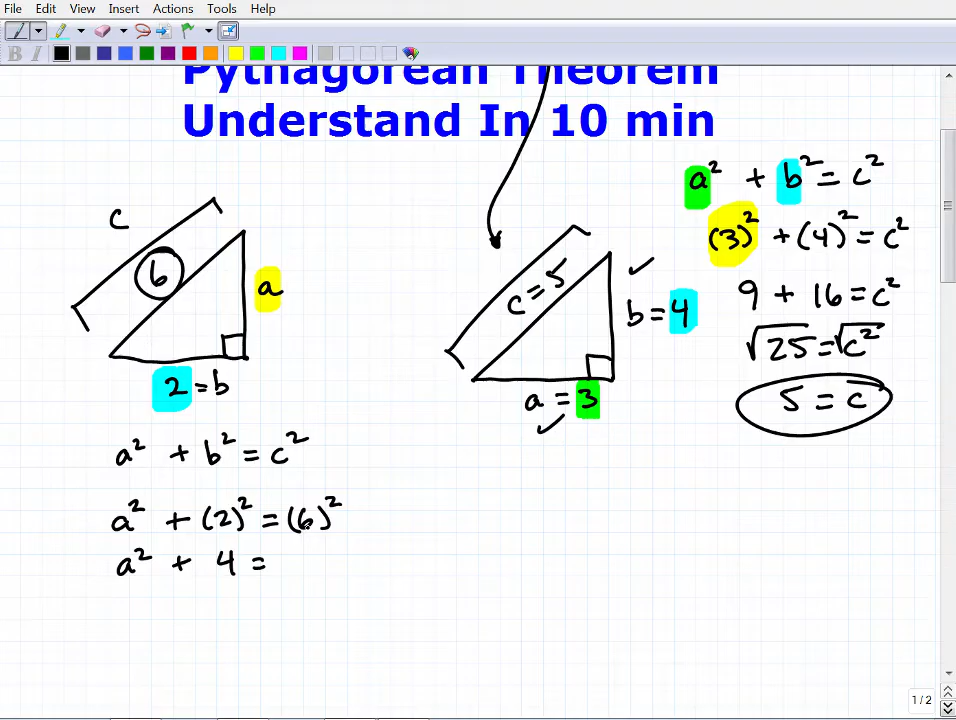 File Edit View Insert Actions Tools Help
B I
Pythagorean Theorem
Understand In 10 min
c
6
a
2 = b
a² + b² = c²
a² + (2)² = (6)²
a² + 4 =
c = 5
b = 4
a = 3
a² + b² = c²
(3)² + (4)² = c²
9 + 16 = c²
√25 = √c²
5 = c
1 / 2